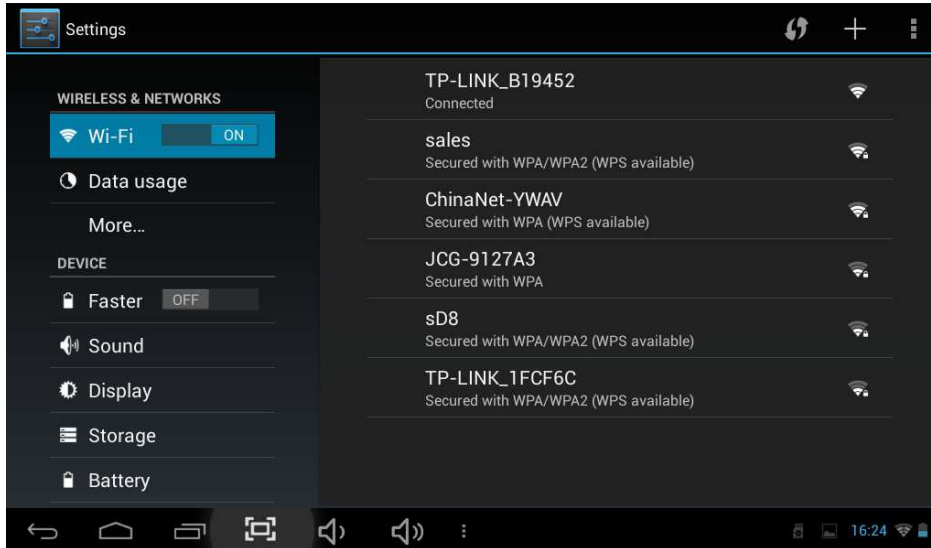 Settings
WIRELESS & NETWORKS
Wi-Fi ON
Data usage
More...
DEVICE
Faster OFF
Sound
Display
Storage
Battery
TP-LINK_B19452
Connected
sales
Secured with WPA/WPA2 (WPS available)
ChinaNet-YWAV
Secured with WPA (WPS available)
JCG-9127A3
Secured with WPA
sD8
Secured with WPA/WPA2 (WPS available)
TP-LINK_1FCF6C
Secured with WPA/WPA2 (WPS available)
16:24